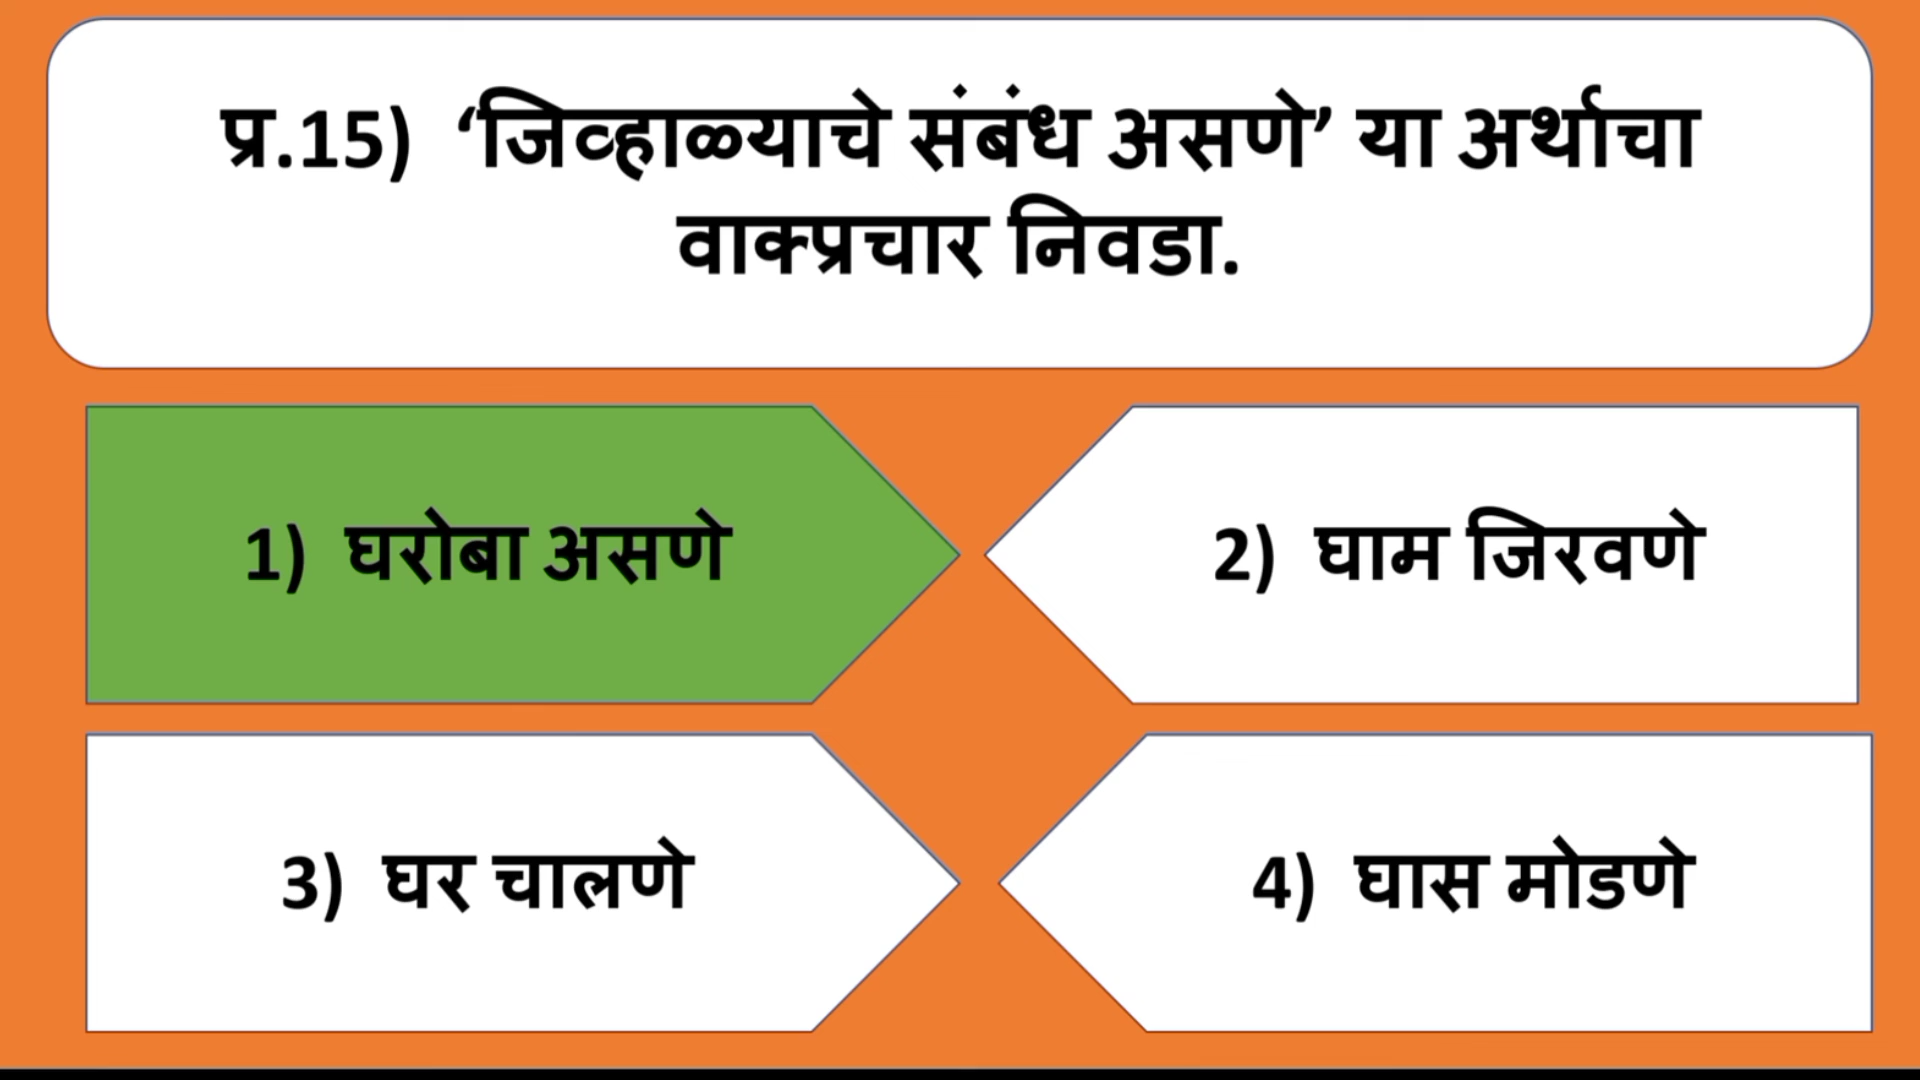 प्र.15) ‘जिव्हाळ्याचे संबंध असणे’ या अर्थाचा
वाक्प्रचार निवडा.
1) घरोबा असणे
2) घाम जिरवणे
3) घर चालणे
4) घास मोडणे